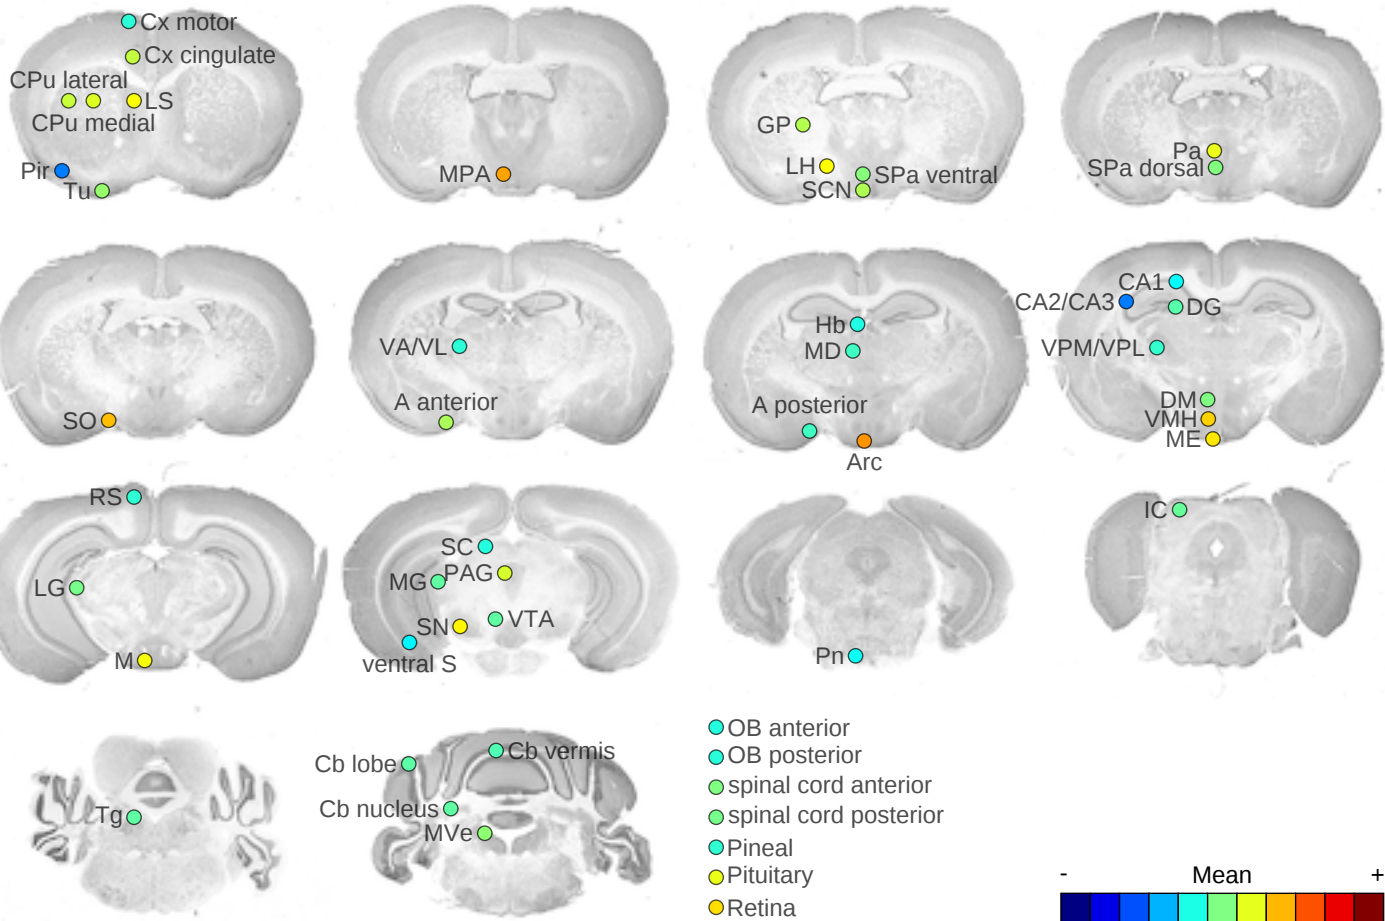 Cx motor
Cx cingulate
CPu lateral
LS
CPu medial
Pir
Tu
MPA
GP
LH
SPa ventral
SCN
Pa
SPa dorsal
SO
VA/VL
A anterior
Hb
MD
A posterior
Arc
CA1
CA2/CA3
DG
VPM/VPL
DM
VMH
ME
RS
LG
M
SC
MG
PAG
SN
VTA
ventral S
Pn
IC
Tg
Cb lobe
Cb vermis
Cb nucleus
MVe
OB anterior
OB posterior
spinal cord anterior
spinal cord posterior
Pineal
Pituitary
Retina
- Mean +